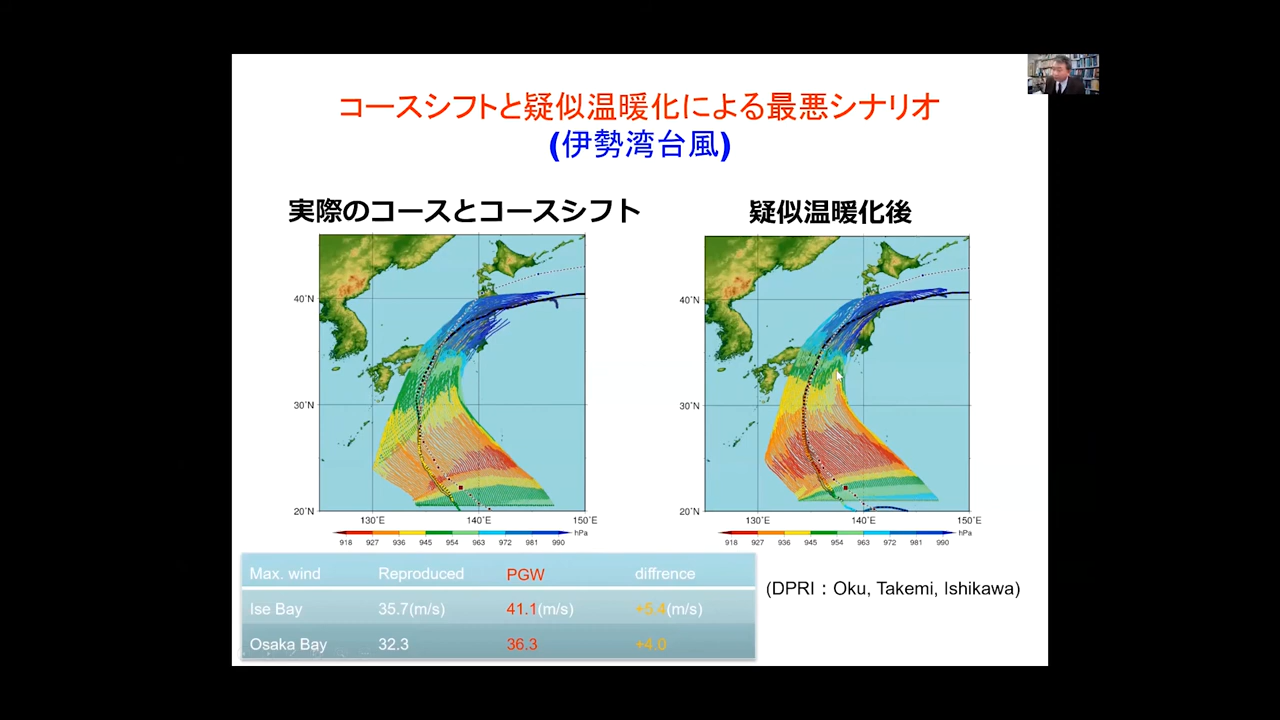 コースシフトと疑似温暖化による最悪シナリオ
(伊勢湾台風)
実際のコースとコースシフト
疑似温暖化後
40°N
30°N
20°N
130°E 140°E 150°E
hPa
918 927 936 945 954 963 972 981 990
40°N
30°N
20°N
130°E 140°E 150°E
hPa
918 927 936 945 954 963 972 981 990
Max. wind Reproduced PGW diffrence
Ise Bay 35.7(m/s) 41.1(m/s) +5.4(m/s)
Osaka Bay 32.3 36.3 +4.0
(DPRI：Oku, Takemi, Ishikawa)